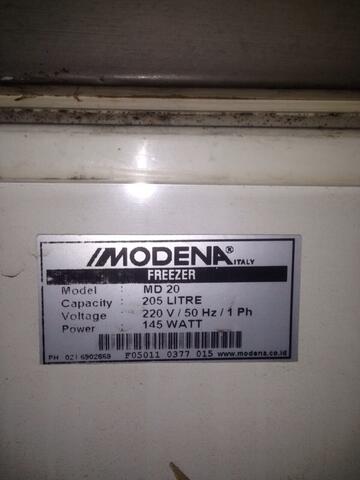 MODENA® ITALY
FREEZER
Model : MD 20
Capacity : 205 LITRE
Voltage : 220 V / 50 Hz / 1 Ph
Power : 145 WATT
PH 021 6902669 F05011 0377 015 www.modena.co.id